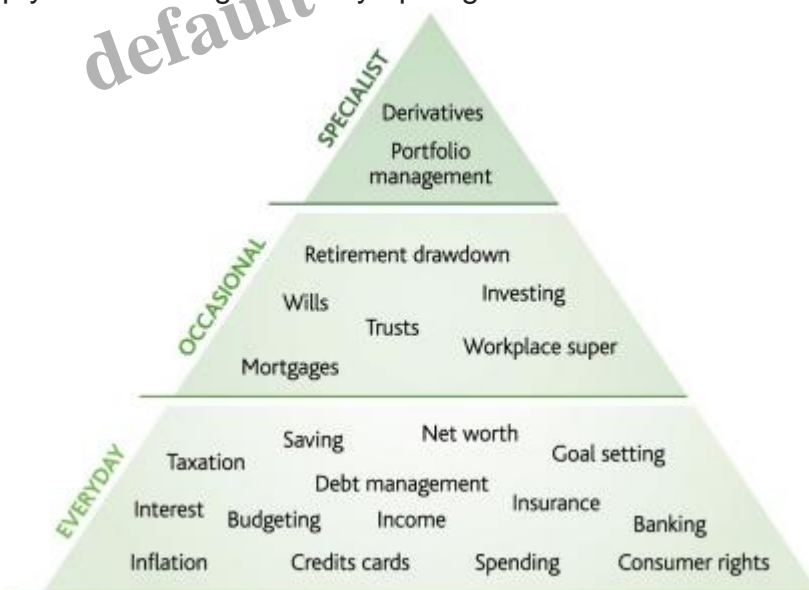 default
SPECIALIST
Derivatives
Portfolio
management
OCCASIONAL
Retirement drawdown
Wills
Investing
Trusts
Workplace super
Mortgages
EVERYDAY
Saving
Net worth
Taxation
Goal setting
Debt management
Interest
Budgeting
Income
Insurance
Banking
Inflation
Credits cards
Spending
Consumer rights